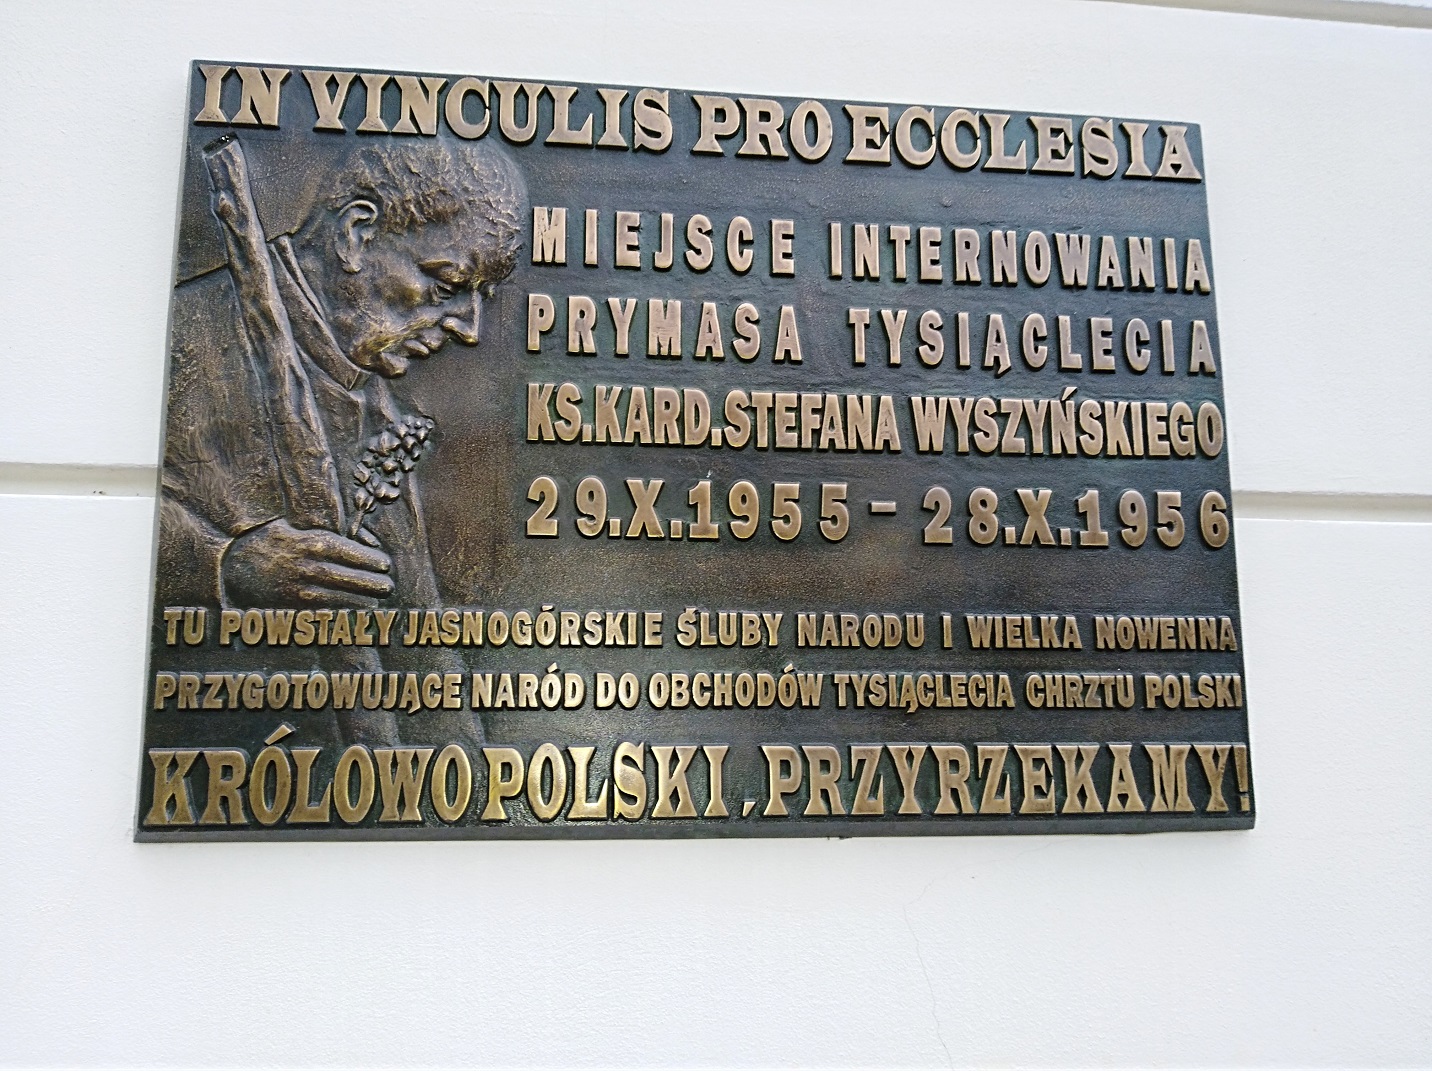 IN VINCULIS PRO ECCLESIA
MIEJSCE INTERNOWANIA
PRYMASA TYSIĄCLECIA
KS.KARD.STEFANA WYSZYŃSKIEGO
29.X.1955-28.X.1956
TU POWSTAŁY JASNOGÓRSKIE ŚLUBY NARODU I WIELKA NOWENNA
PRZYGOTOWUJĄCE NARÓD DO OBCHODÓW TYSIĄCLECIA CHRZTU POLSKI
KRÓLOWO POLSKI, PRZYRZEKAMY!